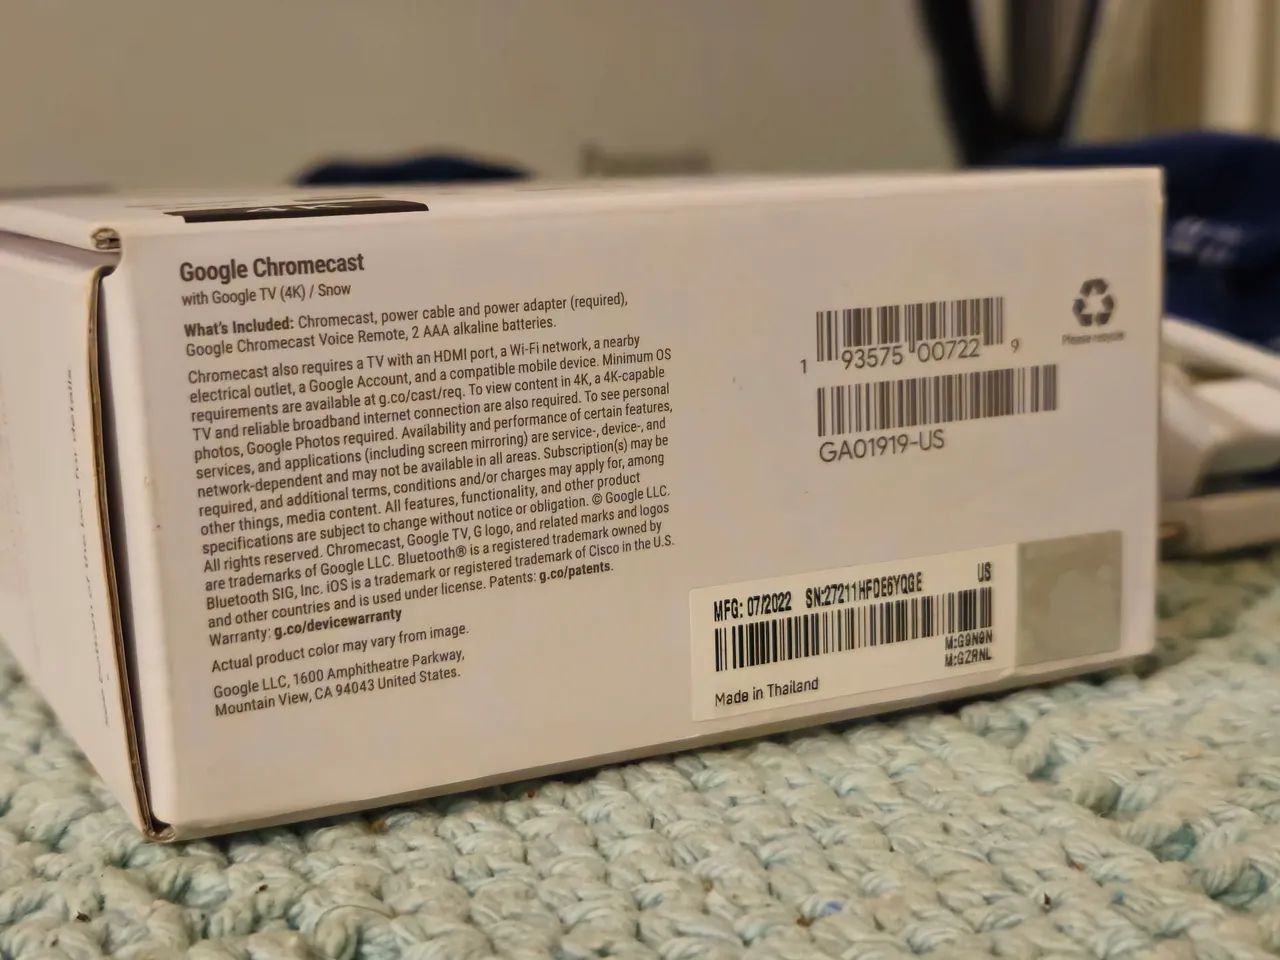 4K
Google Chromecast
with Google TV (4K) / Snow
What's Included: Chromecast, power cable and power adapter (required),
Google Chromecast Voice Remote, 2 AAA alkaline batteries.
Chromecast also requires a TV with an HDMI port, a Wi-Fi network, a nearby
electrical outlet, a Google Account, and a compatible mobile device. Minimum OS
requirements are available at g.co/cast/req. To view content in 4K, a 4K-capable
TV and reliable broadband internet connection are also required. To see personal
photos, Google Photos required. Availability and performance of certain features,
services, and applications (including screen mirroring) are service-, device-, and
network-dependent and may not be available in all areas. Subscription(s) may be
required, and additional terms, conditions and/or charges may apply for, among
other things, media content. All features, functionality, and other product
specifications are subject to change without notice or obligation. © Google LLC.
All rights reserved. Chromecast, Google TV, G logo, and related marks and logos
are trademarks of Google LLC. Bluetooth® is a registered trademark owned by
Bluetooth SIG, Inc. iOS is a trademark or registered trademark of Cisco in the U.S.
and other countries and is used under license. Patents: g.co/patents.
Warranty: g.co/devicewarranty
Actual product color may vary from image.
Google LLC, 1600 Amphitheatre Parkway,
Mountain View, CA 94043 United States.
1 93575 00722 9
GA01919-US
Please recycle
MFG: 07/2022 SN:27211HFDE6YQGE US
M:G9N9N
M:GZRNL
Made in Thailand
bottom of the box for details.